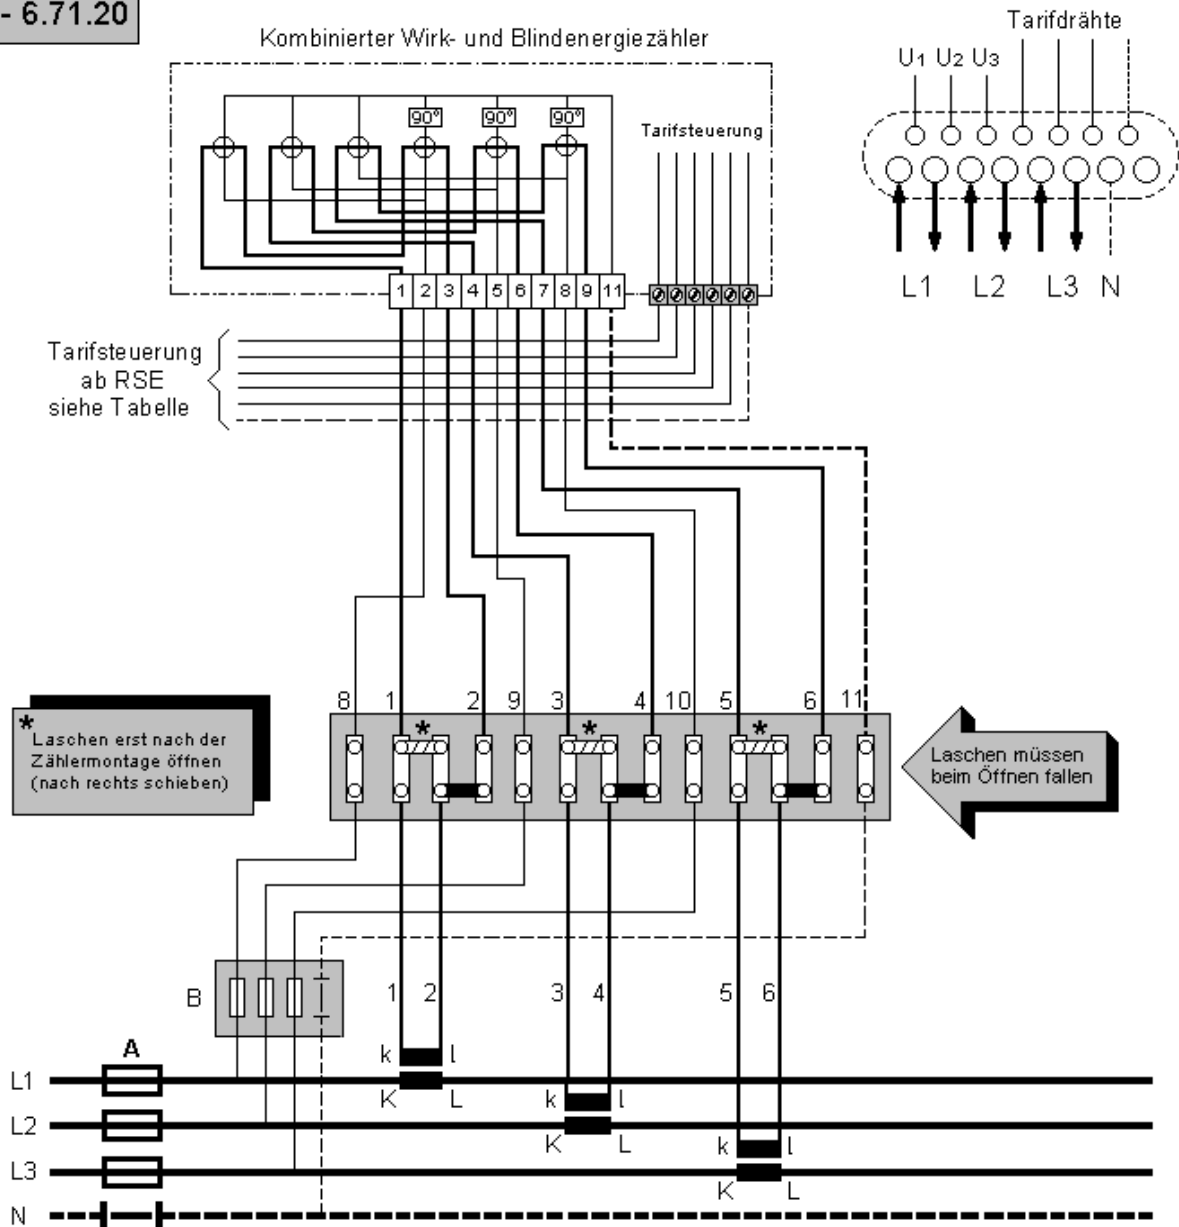 - 6.71.20
Kombinierter Wirk- und Blindenergiezähler
Tarifdrähte
U1 U2 U3
90° 90° 90°
Tarifsteuerung
L1 L2 L3 N
1 2 3 4 5 6 7 8 9 11
Tarifsteuerung
ab RSE
siehe Tabelle
8 1 2 9 3 4 10 5 6 11
* * *
*
Laschen erst nach der
Zählermontage öffnen
(nach rechts schieben)
Laschen müssen
beim Öffnen fallen
B
1 2 3 4 5 6
A
k l
L1
K L
k l
L2
K L
k l
L3
K L
N